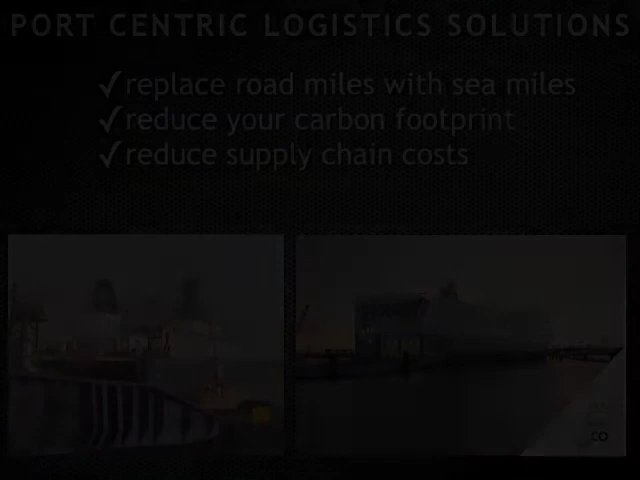 PORT CENTRIC LOGISTICS SOLUTIONS
✓replace road miles with sea miles
✓reduce your carbon footprint
✓reduce supply chain costs